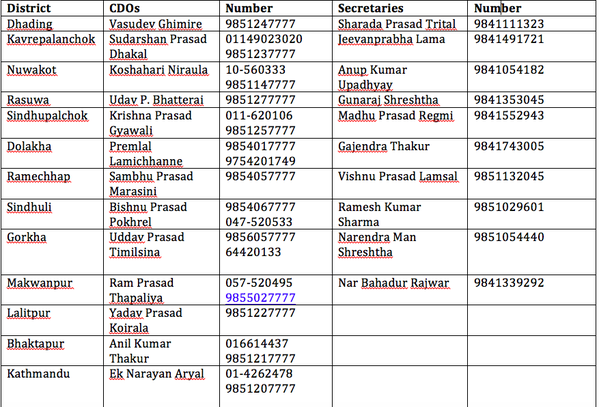 District CDOs Number Secretaries Number
Dhading Vasudev Ghimire 9851247777 Sharada Prasad Trital 9841111323
Kavrepalanchok Sudarshan Prasad 01149023020 Jeevanprabha Lama 9841491721
Dhakal 9851237777
Nuwakot Koshahari Niraula 10-560333 Anup Kumar 9841054182
9851147777 Upadhyay
Rasuwa Udav P. Bhatterai 9851277777 Gunaraj Shreshtha 9841353045
Sindhupalchok Krishna Prasad 011-620106 Madhu Prasad Regmi 9841552943
Gyawali 9851257777
Dolakha Premlal 9854017777 Gajendra Thakur 9841743005
Lamichhanne 9754201749
Ramechhap Sambhu Prasad 9854057777 Vishnu Prasad Lamsal 9851132045
Marasini
Sindhuli Bishnu Prasad 9854067777 Ramesh Kumar 9851029601
Pokhrel 047-520533 Sharma
Gorkha Uddav Prasad 9856057777 Narendra Man 9851054440
Timilsina 64420133 Shreshtha
Makwanpur Ram Prasad 057-520495 Nar Bahadur Rajwar 9841339292
Thapaliya 9855027777
Lalitpur Yadav Prasad 9851227777
Koirala
Bhaktapur Anil Kumar 016614437
Thakur 9851217777
Kathmandu Ek Narayan Aryal 01-4262478
9851207777